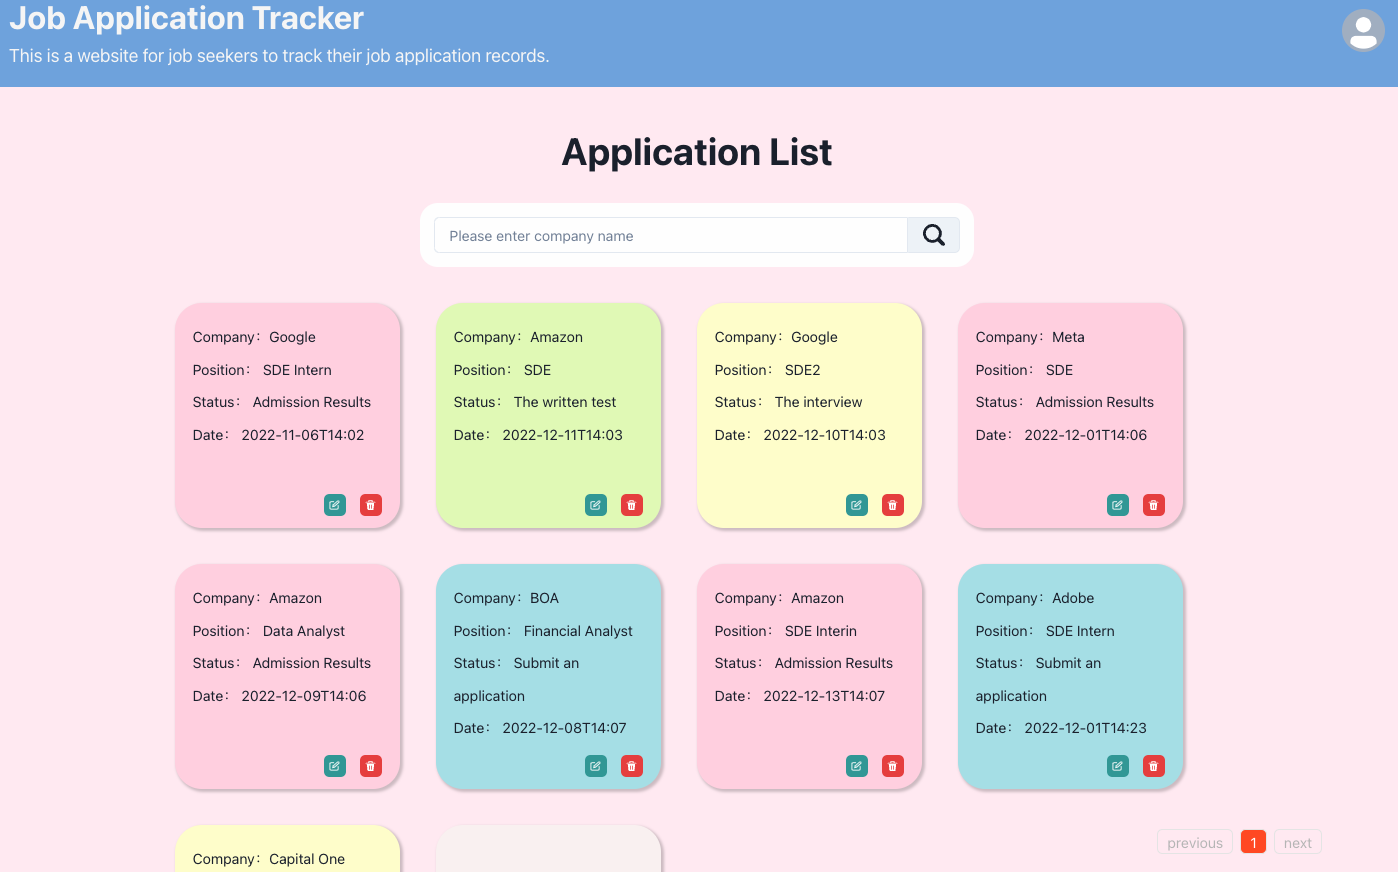 Job Application Tracker
This is a website for job seekers to track their job application records.
Application List
Please enter company name
Company： Google
Position： SDE Intern
Status： Admission Results
Date： 2022-11-06T14:02
Company： Amazon
Position： SDE
Status： The written test
Date： 2022-12-11T14:03
Company： Google
Position： SDE2
Status： The interview
Date： 2022-12-10T14:03
Company： Meta
Position： SDE
Status： Admission Results
Date： 2022-12-01T14:06
Company： Amazon
Position： Data Analyst
Status： Admission Results
Date： 2022-12-09T14:06
Company： BOA
Position： Financial Analyst
Status： Submit an
application
Date： 2022-12-08T14:07
Company： Amazon
Position： SDE Interin
Status： Admission Results
Date： 2022-12-13T14:07
Company： Adobe
Position： SDE Intern
Status： Submit an
application
Date： 2022-12-01T14:23
Company： Capital One
previous 1 next